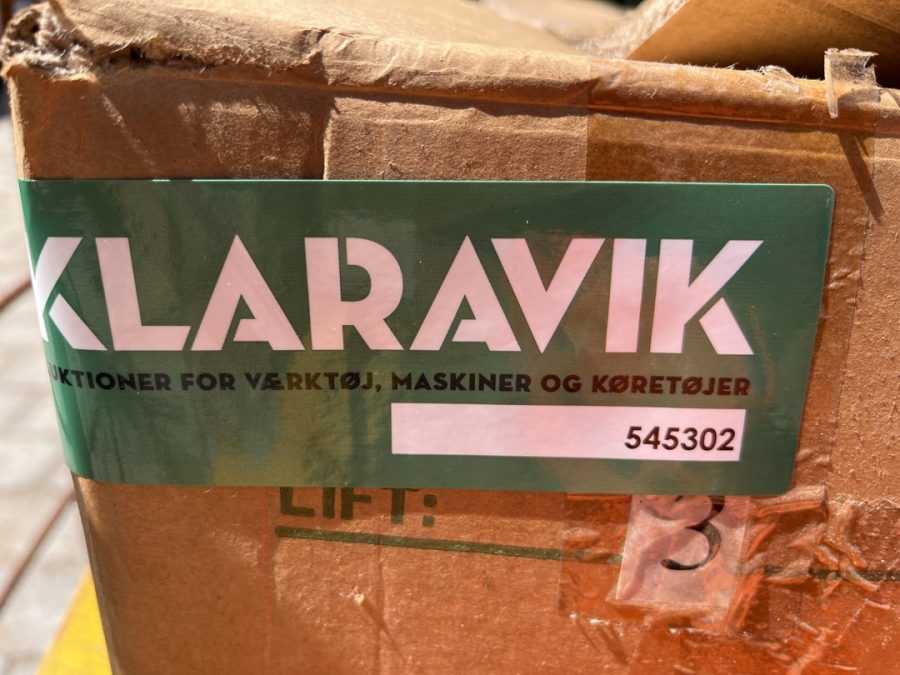 KLARAVIK
UKTIONER FOR VÆRKTØJ, MASKINER OG KØRETØJER
545302
LIFT:
3